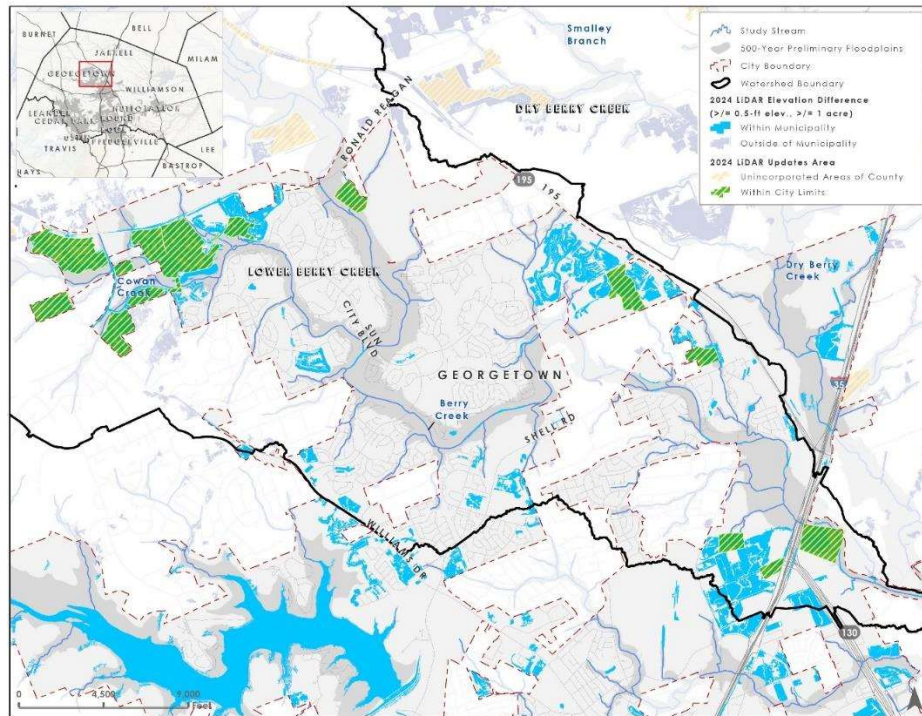 BURNET
BELL
MILAM
JARRELL
GEORGETOWN
WILLIAMSON
TAYLOR
LEANDER
CEDAR PARK
ROUND
PFLUGERVILLE
TRAVIS
LEE
BASTROP
HAYS
Smalley
Branch
DRY BERRY CREEK
RONALD REAGAN
195
195
LOWER BERRY CREEK
Cowan
Creek
SUN
CITY BLVD
GEORGETOWN
Berry
Creek
SHELL RD
Dry Berry
Creek
35
WILLIAMS DR
130
0 4,500 9,000
Feet
Study Stream
500-Year Preliminary Floodplains
City Boundary
Watershed Boundary
2024 LiDAR Elevation Difference
(>/= 0.5-ft elev., >/= 1 acre)
Within Municipality
Outside of Municipality
2024 LiDAR Updates Area
Unincorporated Areas of County
Within City Limits